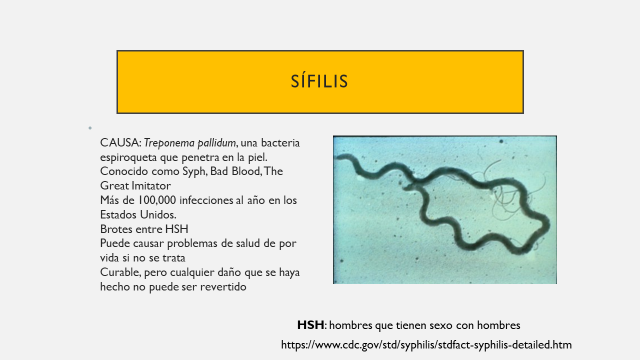 SÍFILIS
CAUSA: Treponema pallidum, una bacteria
espiroqueta que penetra en la piel.
Conocido como Syph, Bad Blood, The
Great Imitator
Más de 100,000 infecciones al año en los
Estados Unidos.
Brotes entre HSH
Puede causar problemas de salud de por
vida si no se trata
Curable, pero cualquier daño que se haya
hecho no puede ser revertido
HSH: hombres que tienen sexo con hombres
https://www.cdc.gov/std/syphilis/stdfact-syphilis-detailed.htm